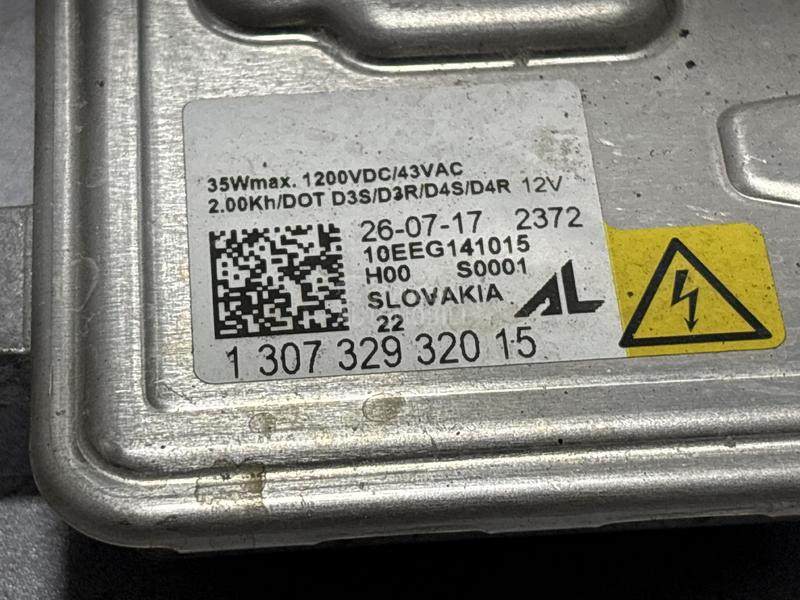 35Wmax. 1200VDC/43VAC
2.00Kh/DOT D3S/D3R/D4S/D4R 12V
26-07-17 2372
10EEG141015
H00 S0001
SLOVAKIA
AL
22
1 307 329 320 15